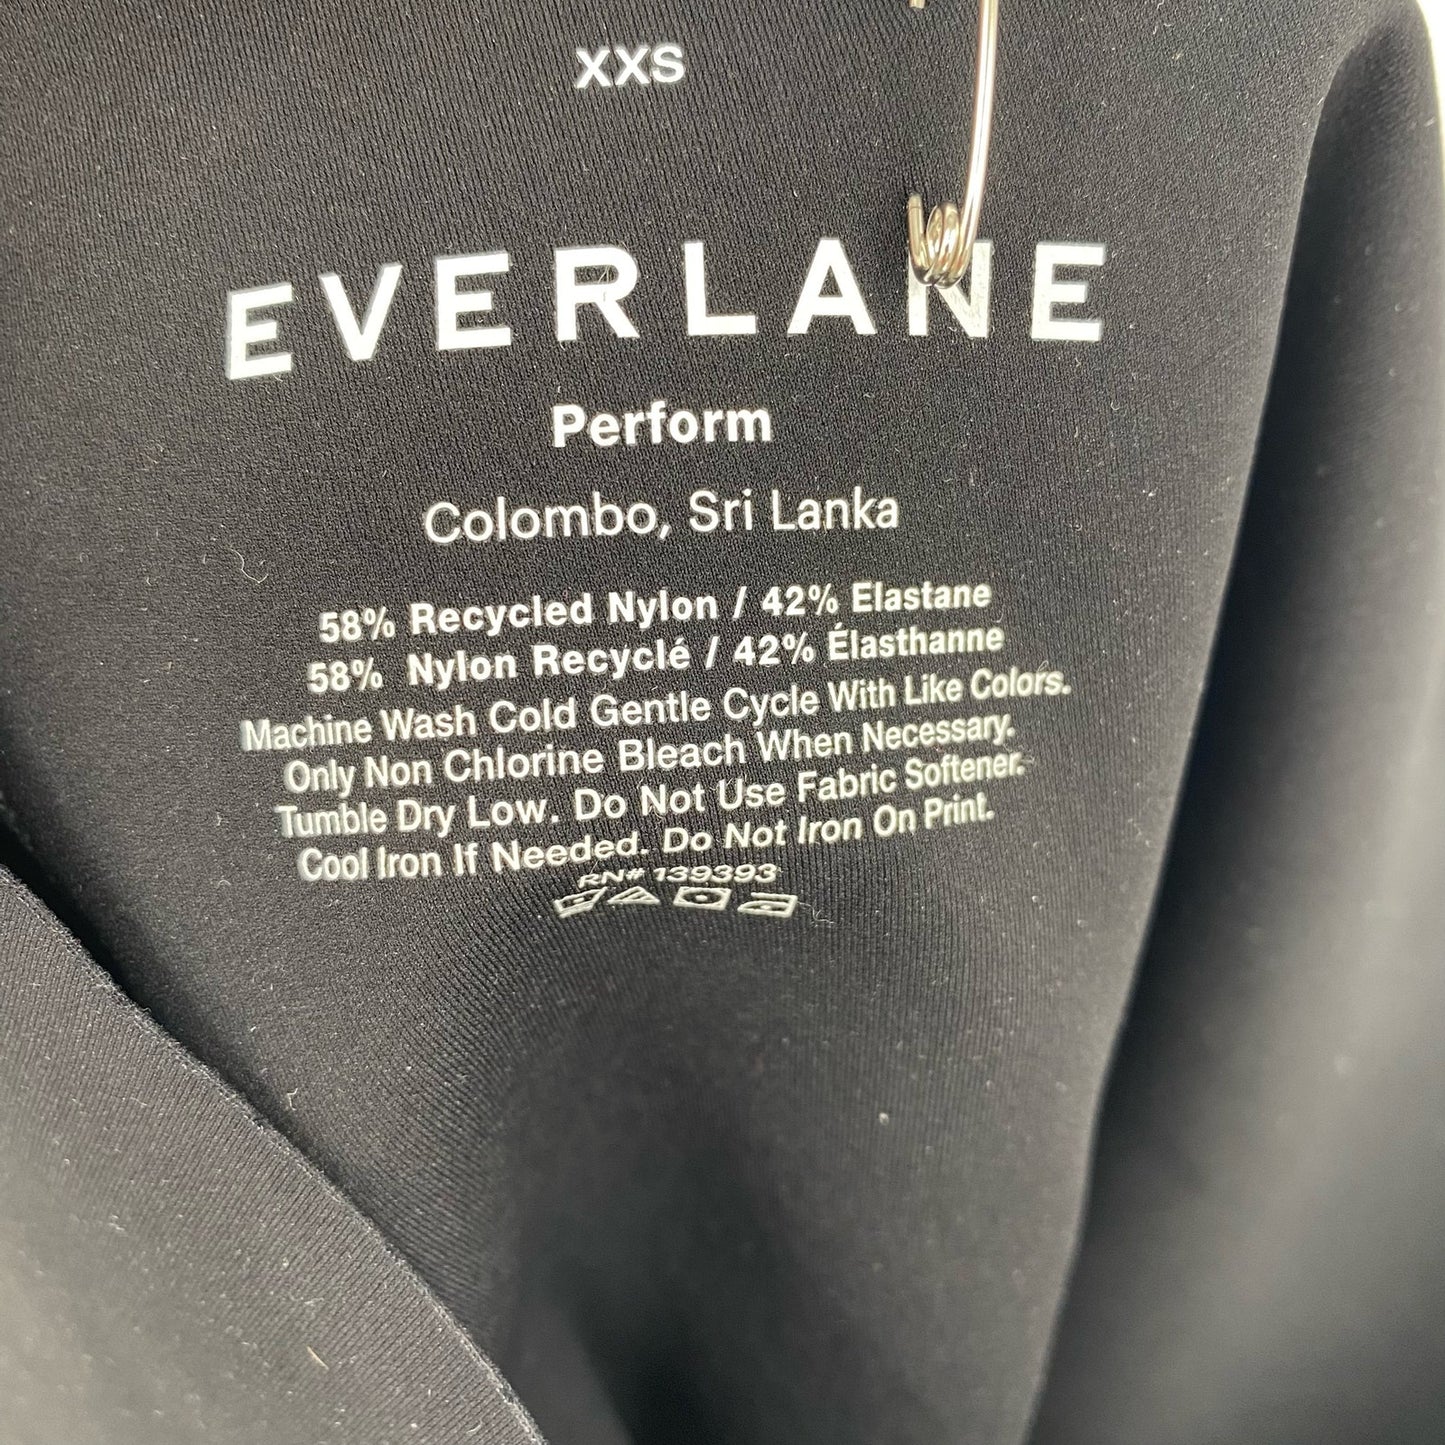 XXS
EVERLANE
Perform
Colombo, Sri Lanka
58% Recycled Nylon / 42% Elastane
58% Nylon Recyclé / 42% Élasthanne
Machine Wash Cold Gentle Cycle With Like Colors.
Only Non Chlorine Bleach When Necessary.
Tumble Dry Low. Do Not Use Fabric Softener.
Cool Iron If Needed. Do Not Iron On Print.
RN# 139393